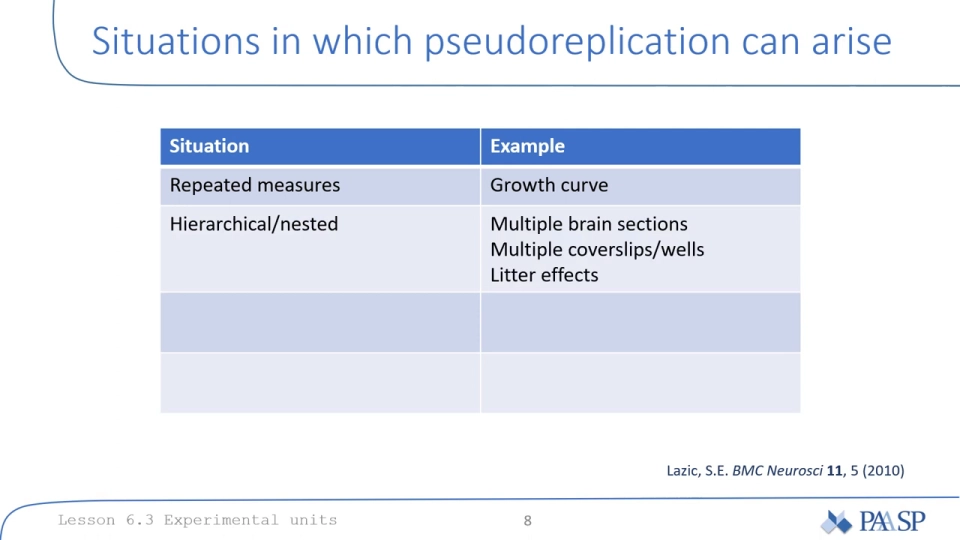 Situations in which pseudoreplication can arise
Situation Example
Repeated measures Growth curve
Hierarchical/nested Multiple brain sections
Multiple coverslips/wells
Litter effects
Lazic, S.E. BMC Neurosci 11, 5 (2010)
Lesson 6.3 Experimental units 8 PAASP